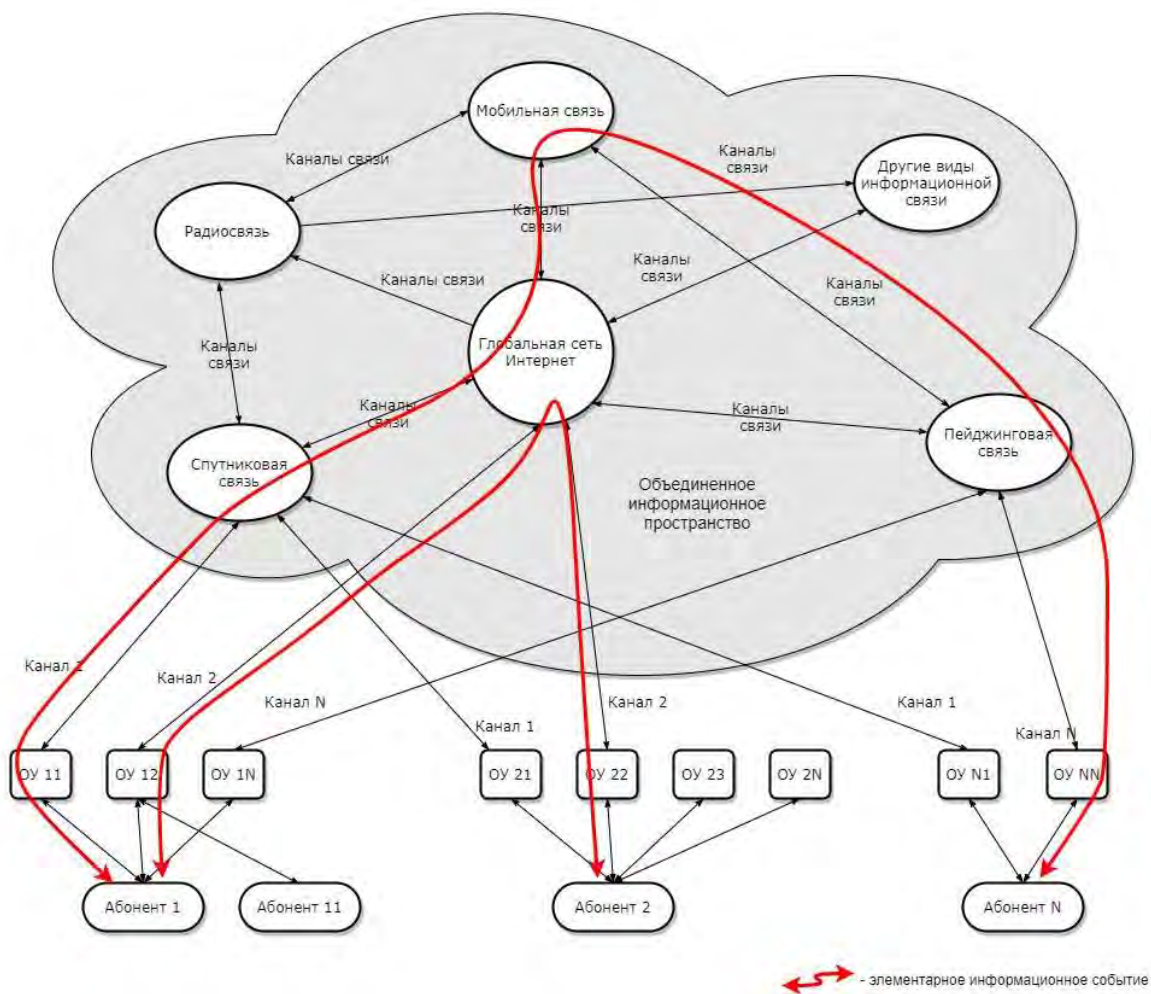 Мобильная связь
Каналы связи
Каналы
связи
Другие виды
информационной
связи
Радиосвязь
Каналы
связи
Каналы связи
Каналы
связи
Каналы
связи
Каналы
связи
Глобальная сеть
Интернет
Каналы
связи
Каналы
связи
Пейджинговая
связь
Спутниковая
связь
Объединенное
информационное
пространство
Канал 1
Канал 2
Канал N
Канал 1
Канал 2
Канал 1
Канал N
ОУ 11
ОУ 12
ОУ 1N
ОУ 21
ОУ 22
ОУ 23
ОУ 2N
ОУ N1
ОУ NN
Абонент 1
Абонент 11
Абонент 2
Абонент N
- элементарное информационное событие